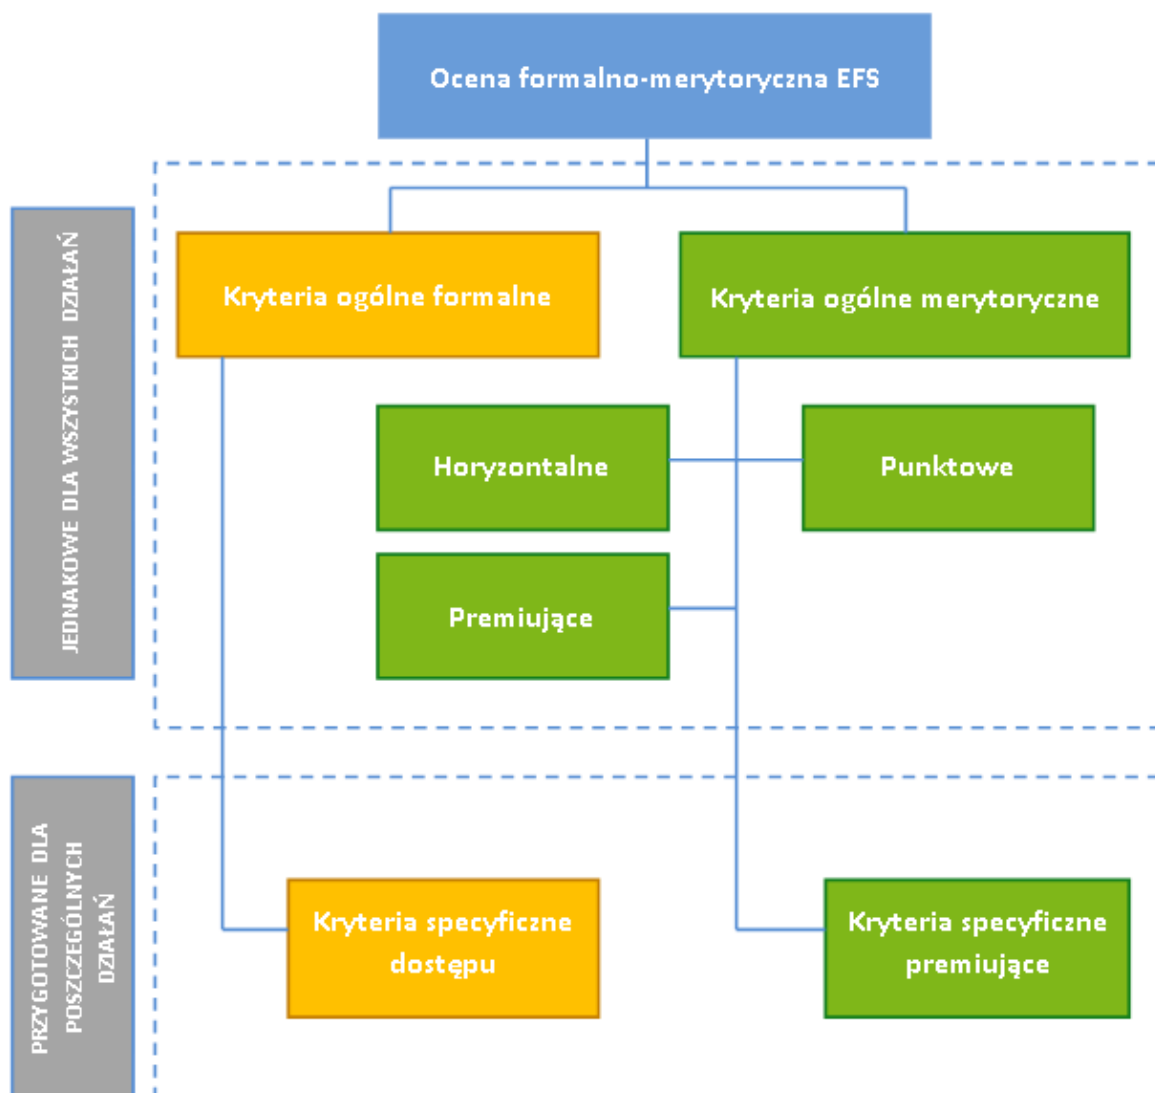 Ocena formalno-merytoryczna EFS
JEDNAKOWE DLA WSZYSTKICH DZIAŁAŃ
Kryteria ogólne formalne
Kryteria ogólne merytoryczne
Horyzontalne
Punktowe
Premiujące
PRZYGOTOWANE DLA
POSZCZEGÓLNYCH
DZIAŁAŃ
Kryteria specyficzne
dostępu
Kryteria specyficzne
premiujące